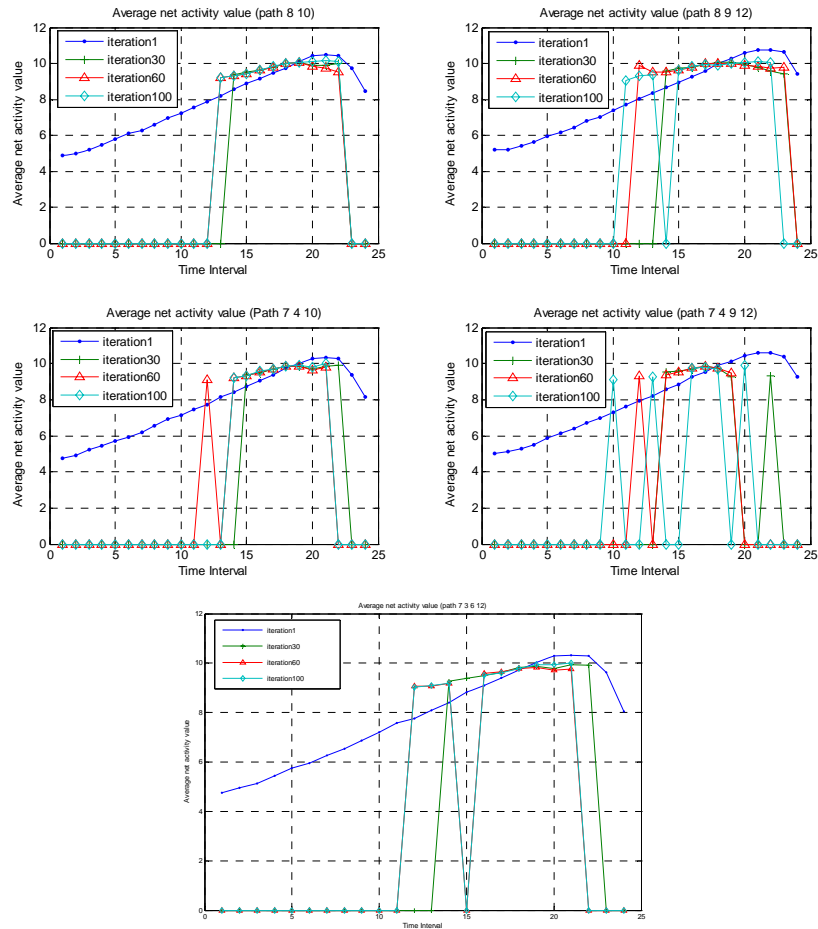 Average net activity value (path 8 10)
Average net activity value
12
10
8
6
4
2
0
iteration1
iteration30
iteration60
iteration100
0 5 10 15 20 25
Time Interval
Average net activity value (path 8 9 12)
Average net activity value
12
10
8
6
4
2
0
iteration1
iteration30
iteration60
iteration100
0 5 10 15 20 25
Time Interval
Average net activity value (Path 7 4 10)
Average net activity value
12
10
8
6
4
2
0
iteration1
iteration30
iteration60
iteration100
0 5 10 15 20 25
Time Interval
Average net activity value (path 7 4 9 12)
Average net activity value
12
10
8
6
4
2
0
iteration1
iteration30
iteration60
iteration100
0 5 10 15 20 25
Time Interval
Average net activity value (path 7 3 6 12)
Average net activity value
12
10
8
6
4
2
0
iteration1
iteration30
iteration60
iteration100
0 5 10 15 20 25
Time Interval